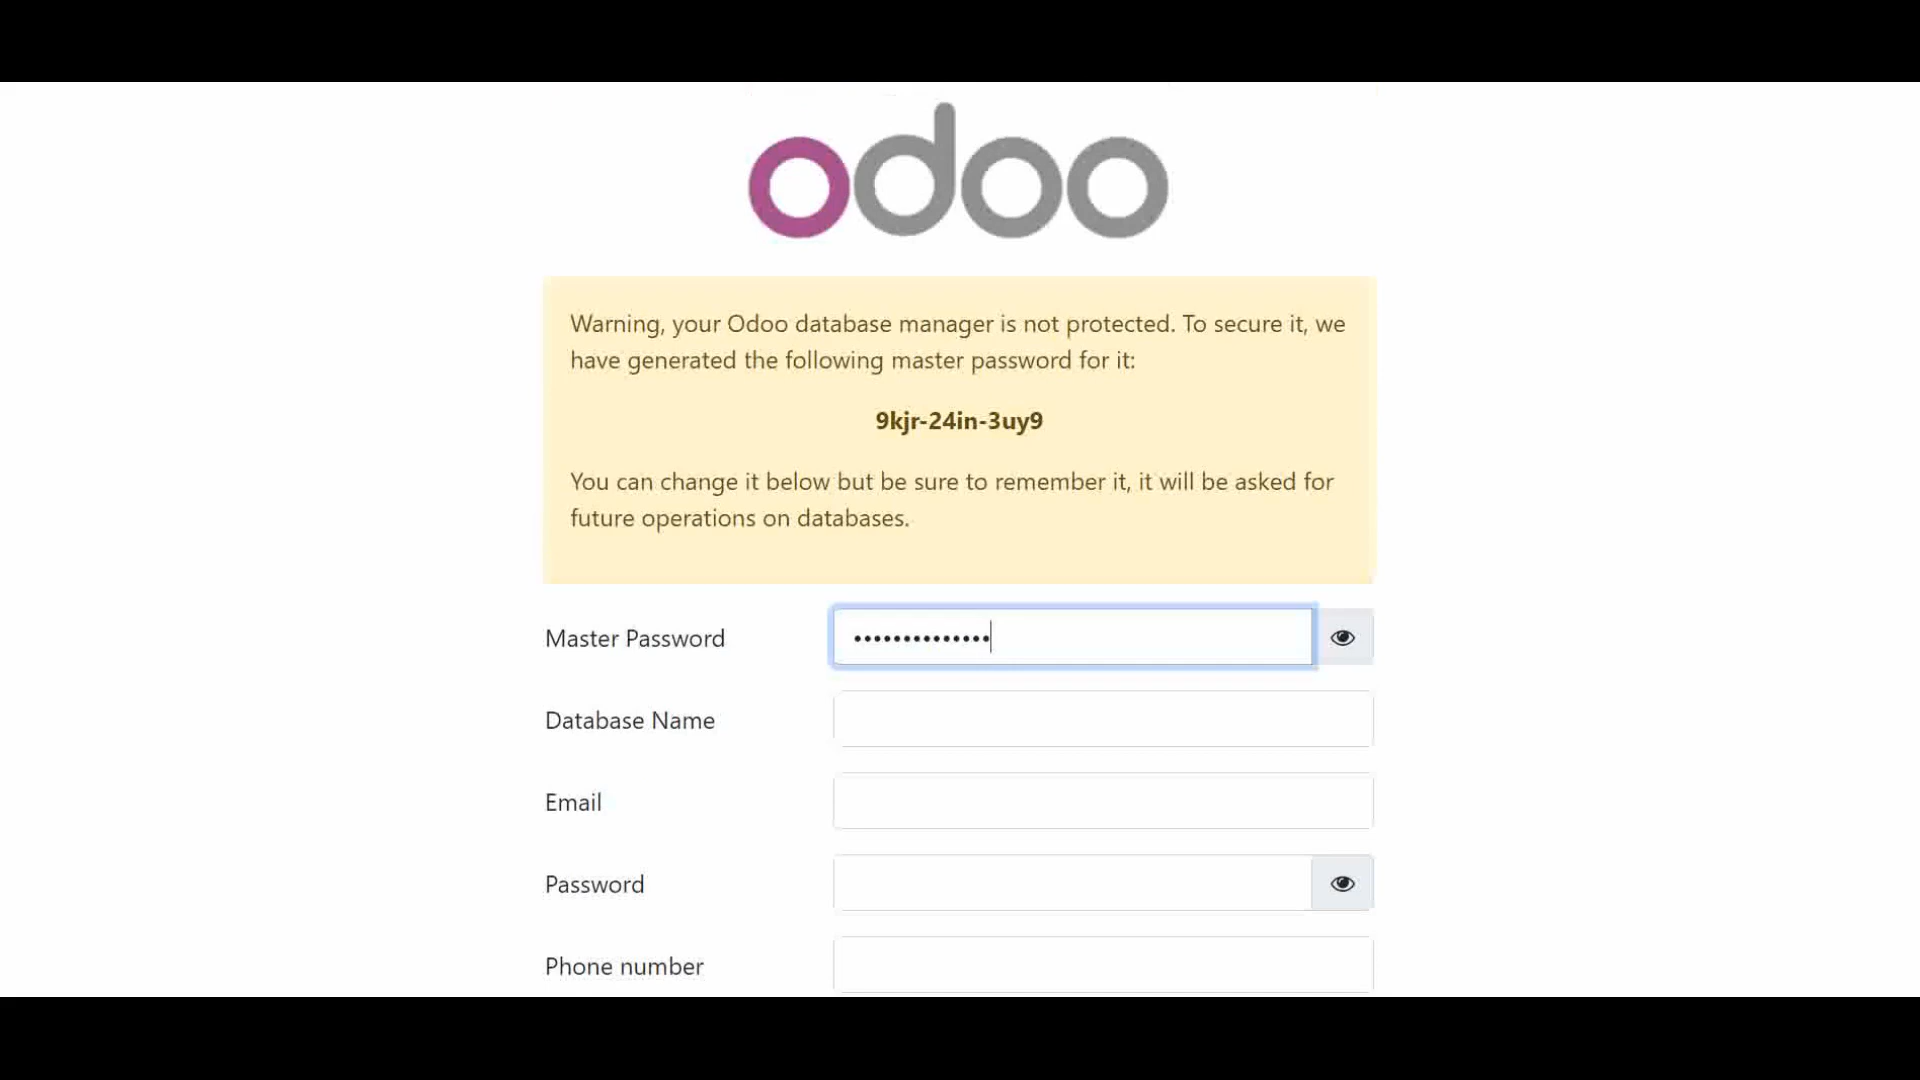 odoo
Warning, your Odoo database manager is not protected. To secure it, we
have generated the following master password for it:
9kjr-24in-3uy9
You can change it below but be sure to remember it, it will be asked for
future operations on databases.
Master Password ••••••••••••••
Database Name
Email
Password
Phone number